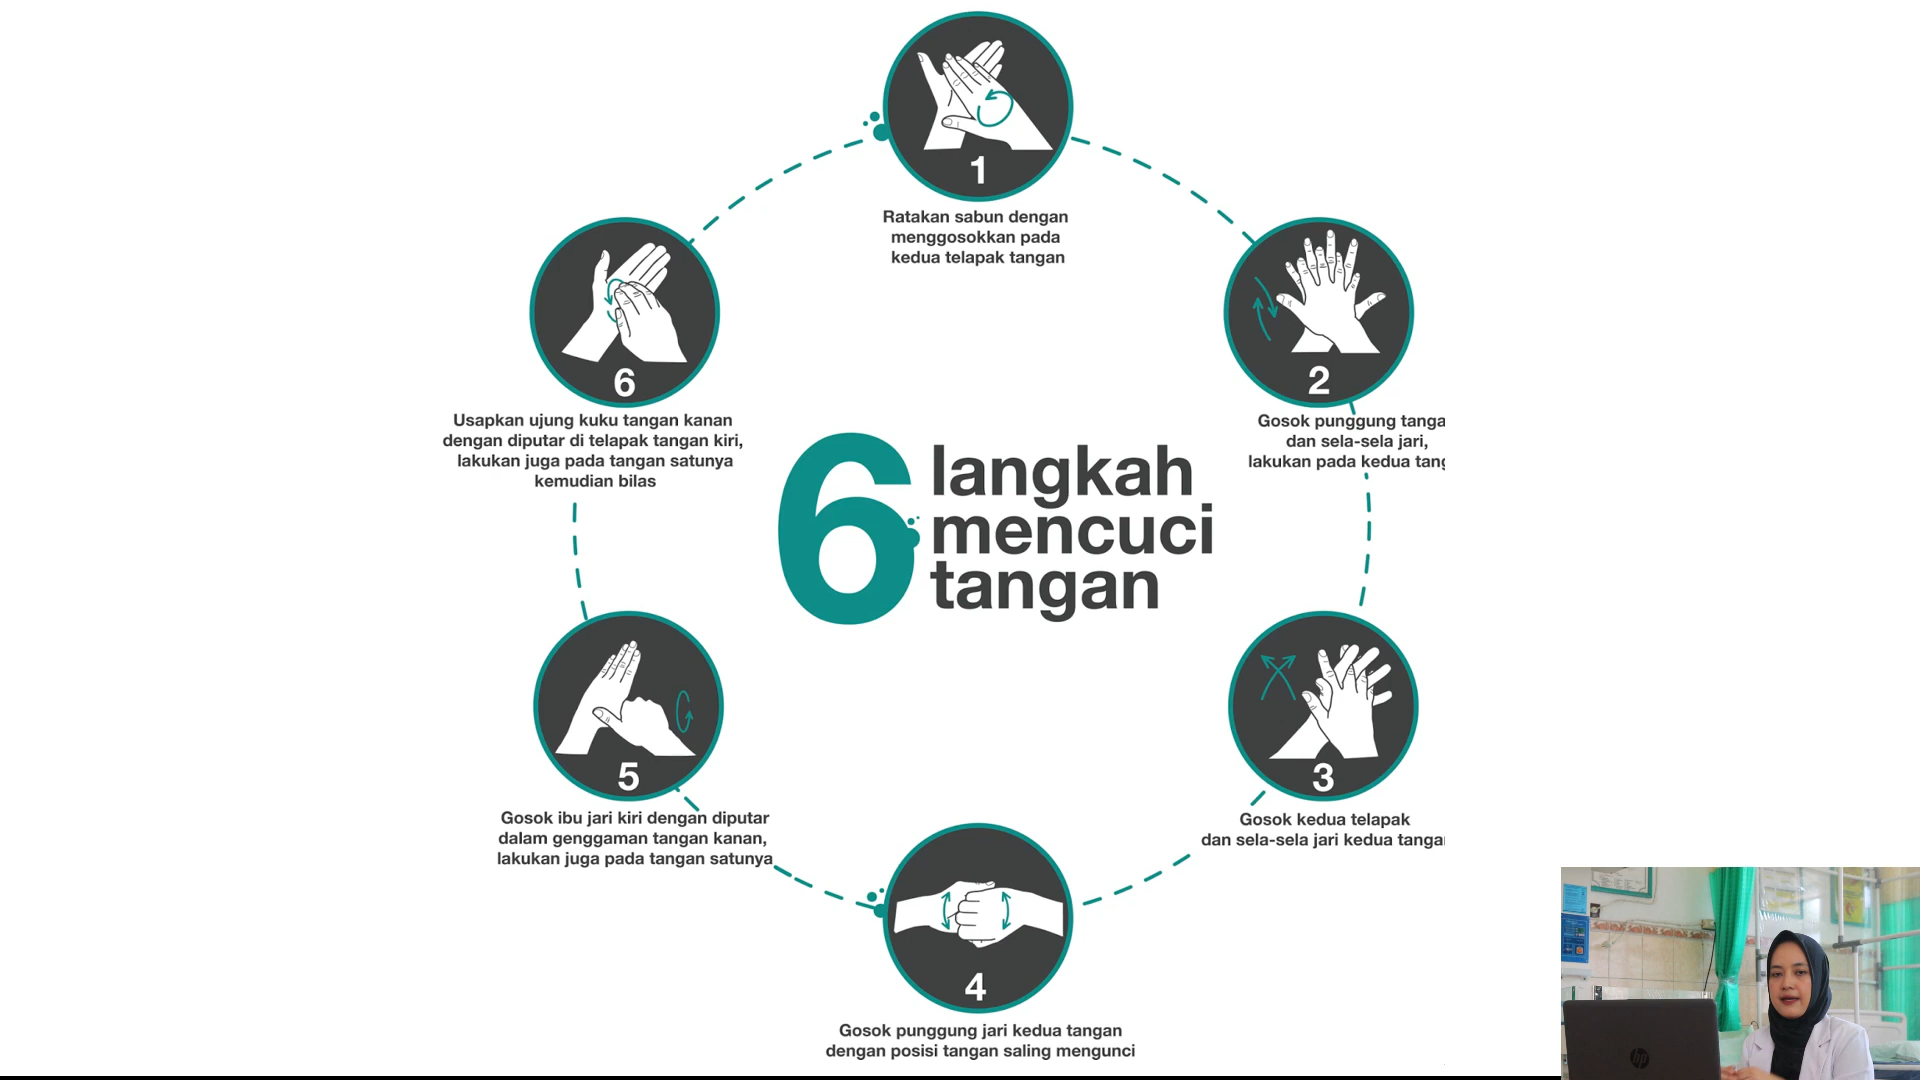 1
Ratakan sabun dengan
menggosokkan pada
kedua telapak tangan
2
Gosok punggung tanga
dan sela-sela jari,
lakukan pada kedua tang
3
Gosok kedua telapak
dan sela-sela jari kedua tanga
4
Gosok punggung jari kedua tangan
dengan posisi tangan saling mengunci
5
Gosok ibu jari kiri dengan diputar
dalam genggaman tangan kanan,
lakukan juga pada tangan satunya
6
Usapkan ujung kuku tangan kanan
dengan diputar di telapak tangan kiri,
lakukan juga pada tangan satunya
kemudian bilas
6 langkah
mencuci
tangan
hp